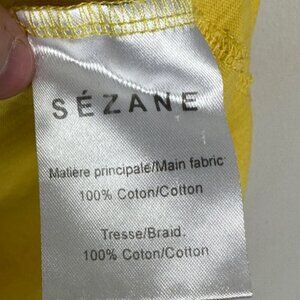 SÉZANE
Matière principale/Main fabric
100% Coton/Cotton
Tresse/Braid.
100% Coton/Cotton